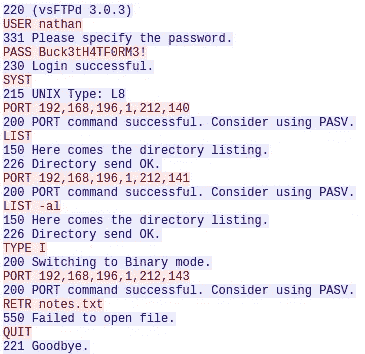 220 (vsFTPd 3.0.3)
USER nathan
331 Please specify the password.
PASS Buck3tH4TF0RM3!
230 Login successful.
SYST
215 UNIX Type: L8
PORT 192,168,196,1,212,140
200 PORT command successful. Consider using PASV.
LIST
150 Here comes the directory listing.
226 Directory send OK.
PORT 192,168,196,1,212,141
200 PORT command successful. Consider using PASV.
LIST -al
150 Here comes the directory listing.
226 Directory send OK.
TYPE I
200 Switching to Binary mode.
PORT 192,168,196,1,212,143
200 PORT command successful. Consider using PASV.
RETR notes.txt
550 Failed to open file.
QUIT
221 Goodbye.